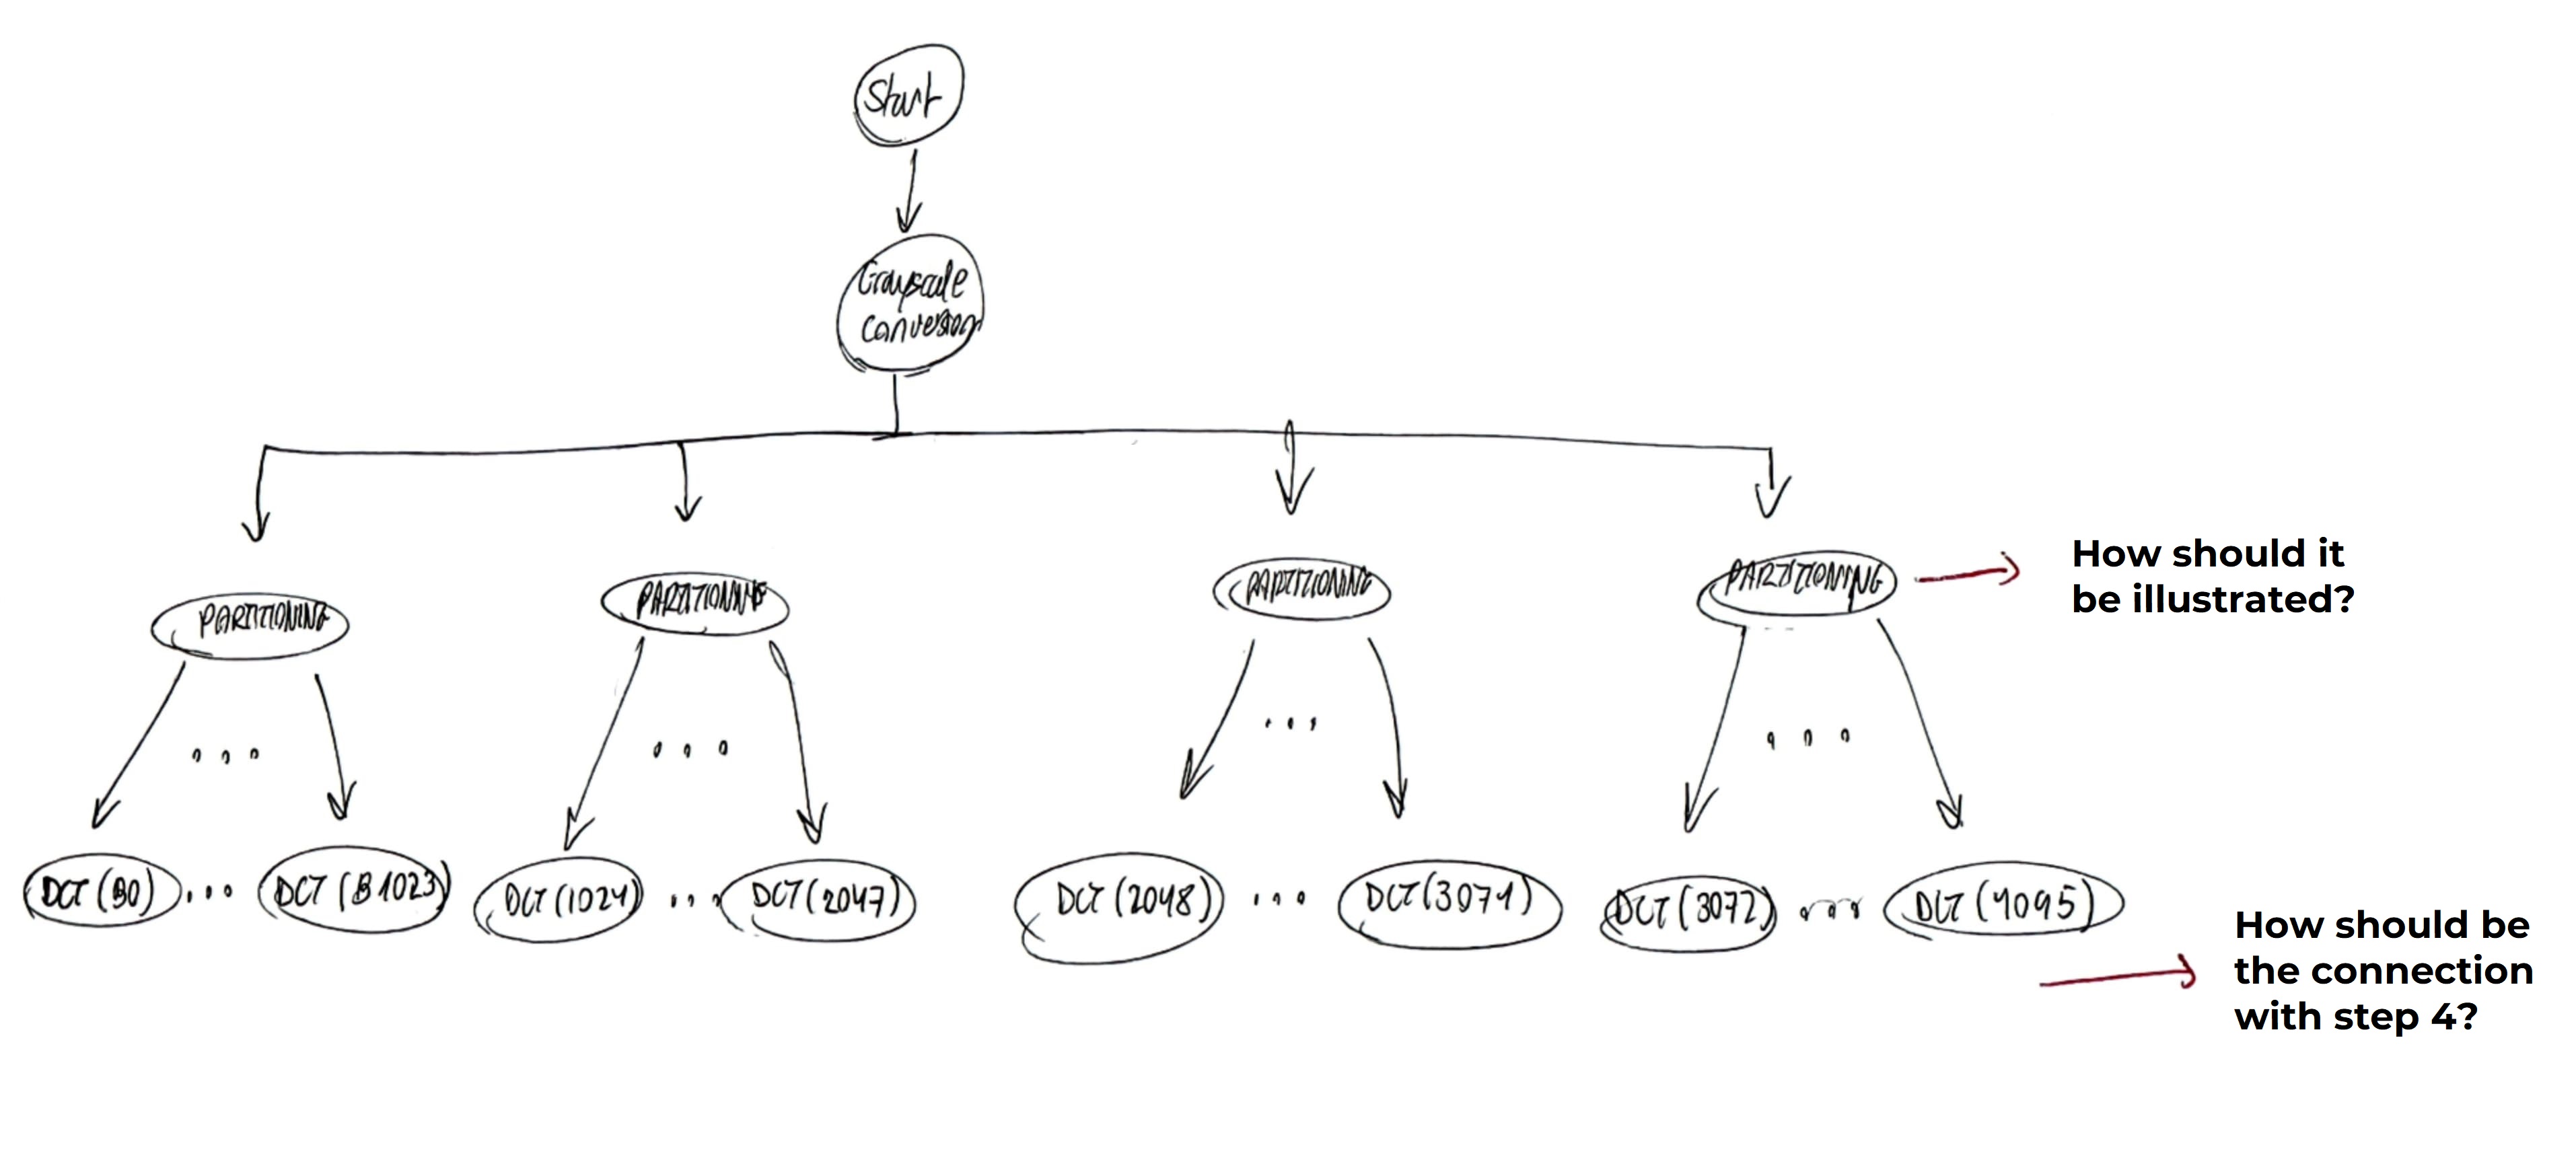 Start
Grayscale
Conversion
PARTITIONING
PARTITIONING
PARTITIONING
PARTITIONING
How should it
be illustrated?
...
...
...
...
DCT (B0) ... DCT (B1023) DCT (1024) ... DCT (2047) DCT (2048) ... DCT (3071) DCT (3072) ... DCT (4095)
How should be
the connection
with step 4?